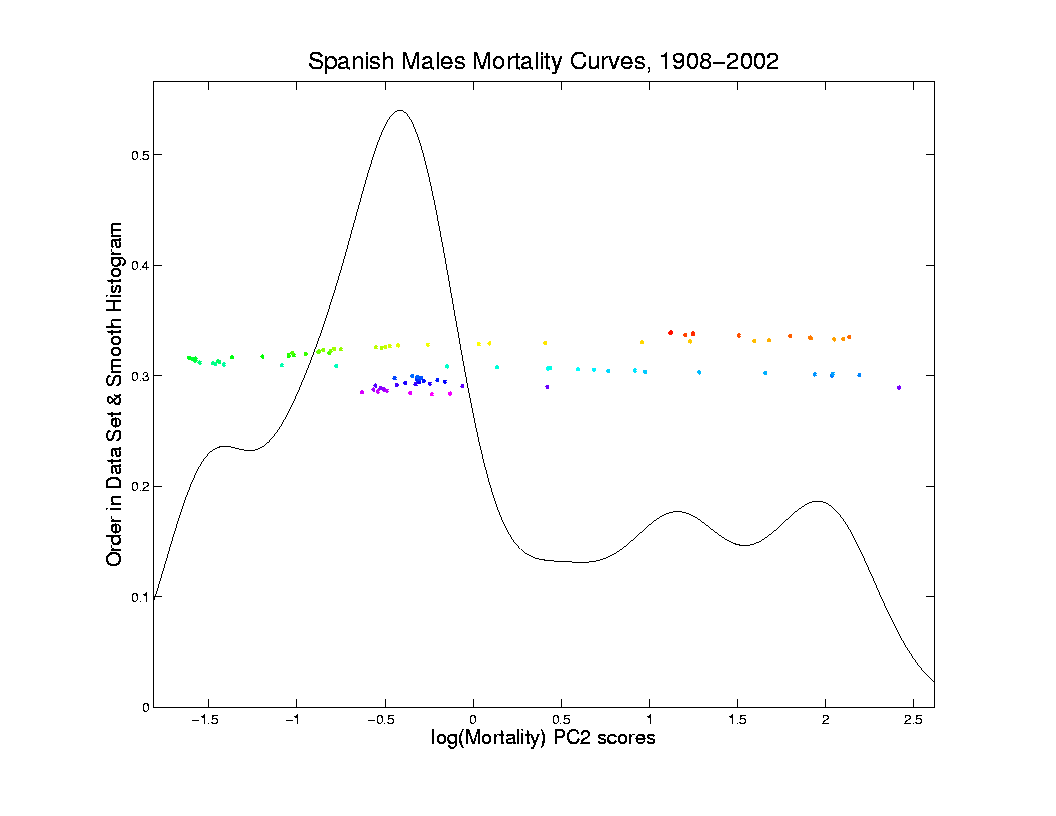 Spanish Males Mortality Curves, 1908−2002
Order in Data Set & Smooth Histogram
0.5
0.4
0.3
0.2
0.1
0
−1.5 −1 −0.5 0 0.5 1 1.5 2 2.5
log(Mortality) PC2 scores